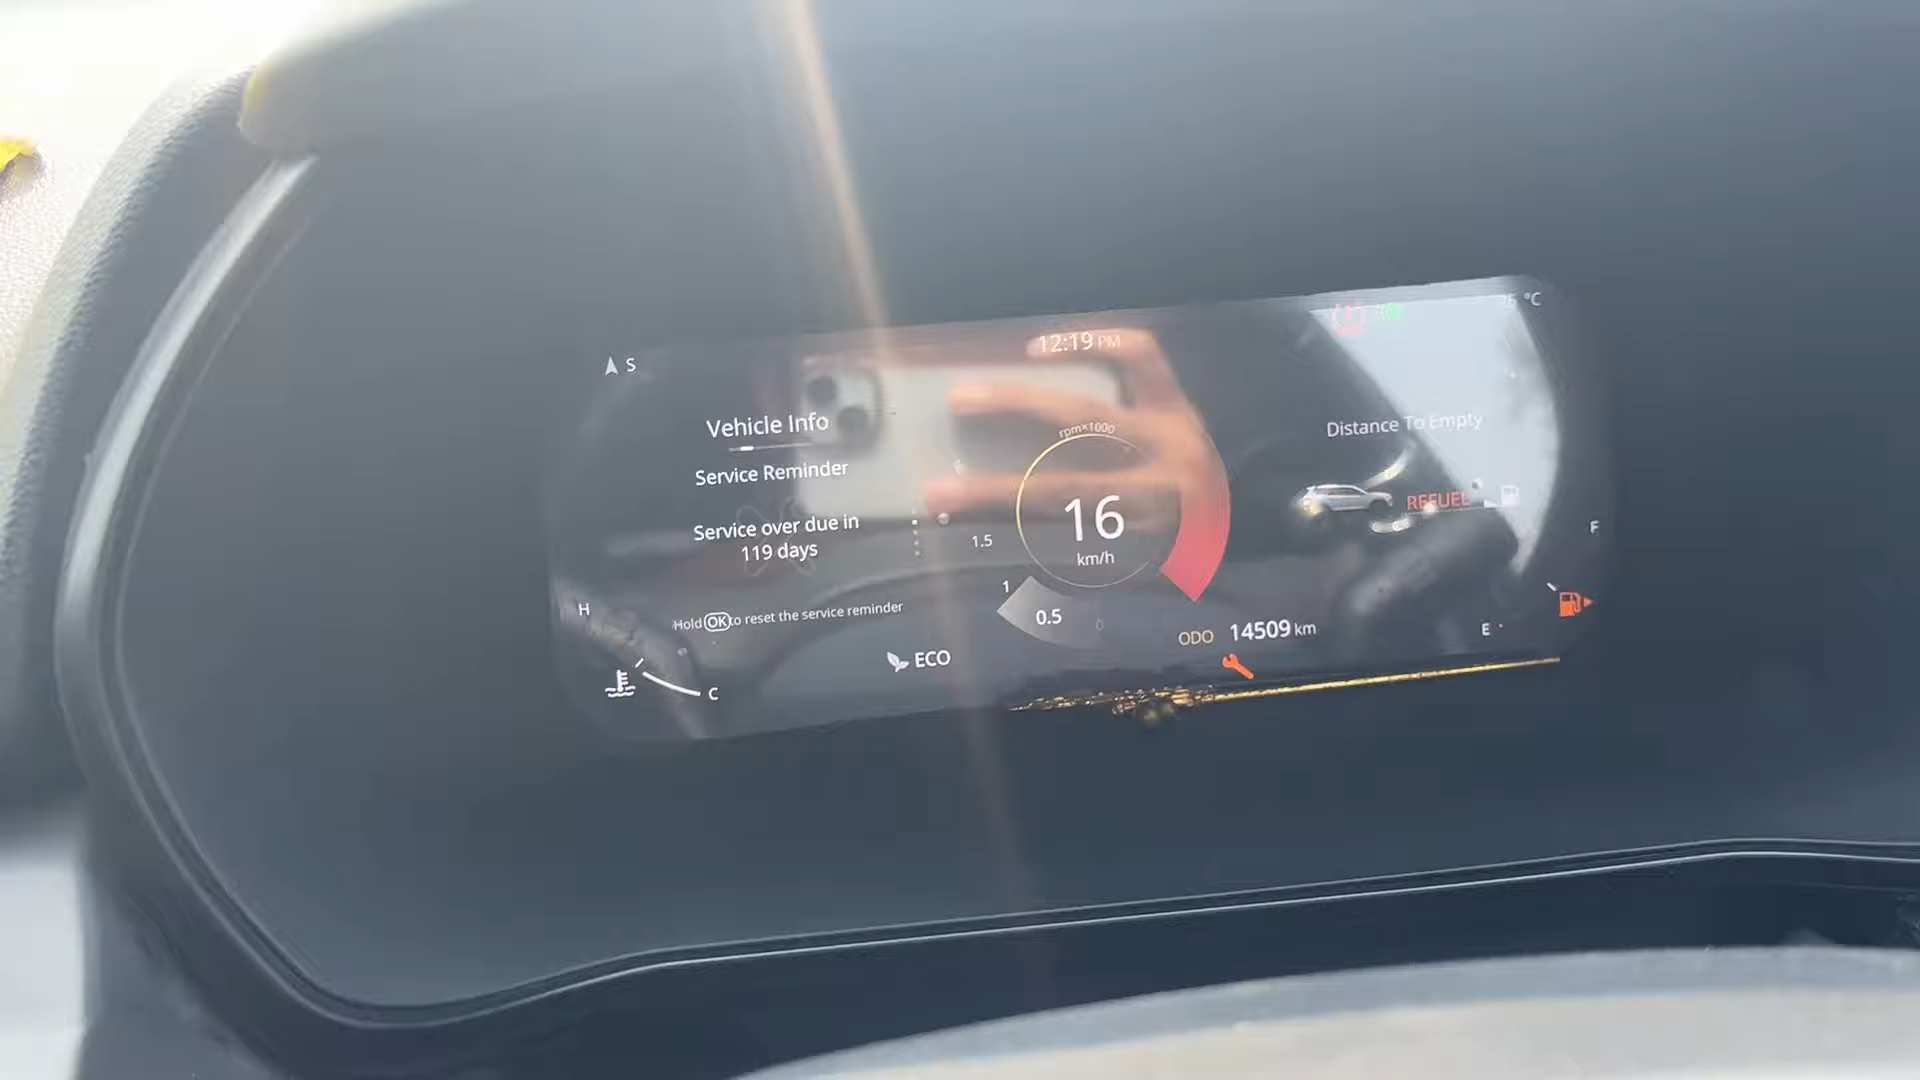 S
12:19 PM
°C
Vehicle Info
Service Reminder
Service over due in
119 days
Hold OK to reset the service reminder
rpm×1000
1.5
1
0.5
0
16
km/h
Distance To Empty
REFUEL
F
E
H
C
ECO
ODO 14509 km